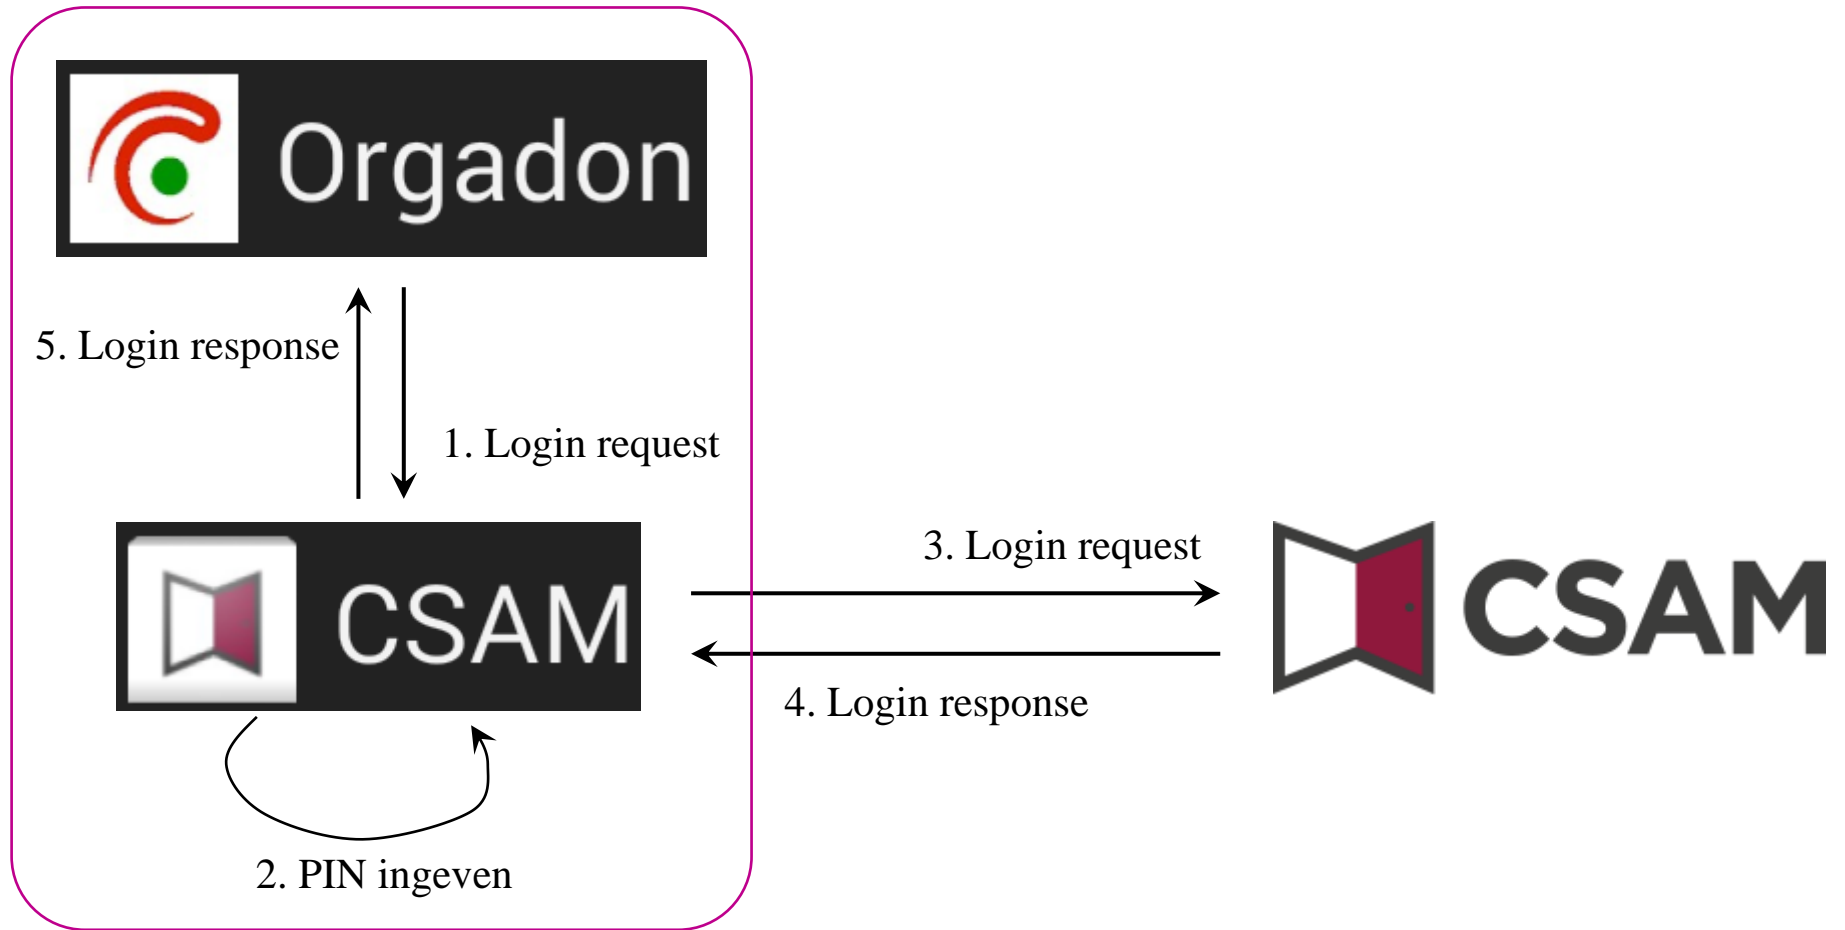 Orgadon
5. Login response
1. Login request
CSAM
3. Login request
CSAM
4. Login response
2. PIN ingeven